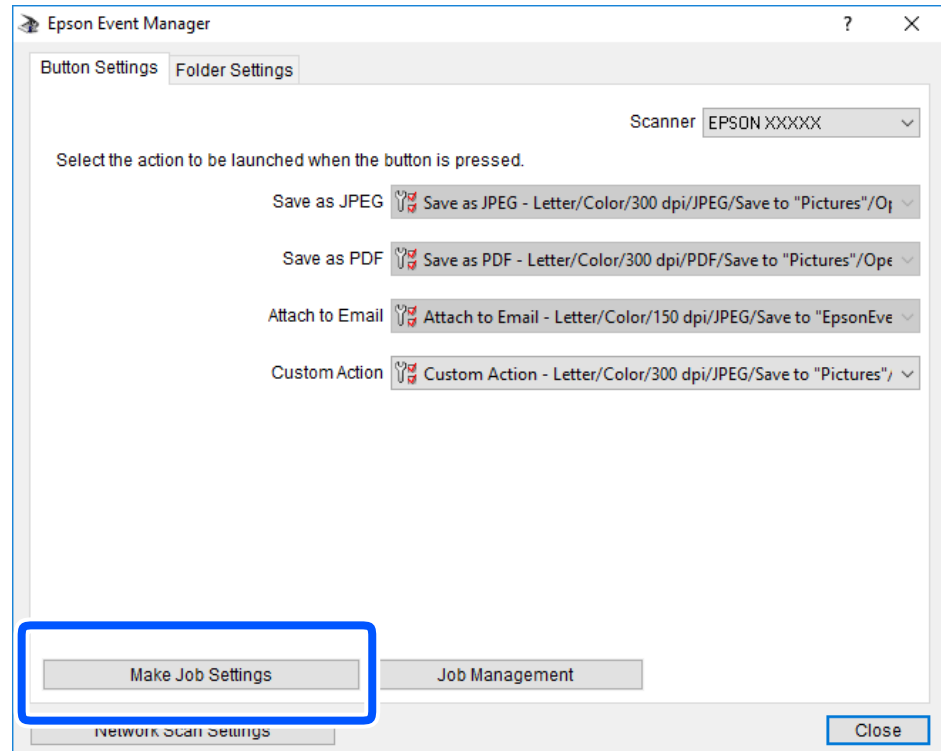 Epson Event Manager
Button Settings Folder Settings
Scanner EPSON XXXXX
Select the action to be launched when the button is pressed.
Save as JPEG Save as JPEG - Letter/Color/300 dpi/JPEG/Save to "Pictures"/Op
Save as PDF Save as PDF - Letter/Color/300 dpi/PDF/Save to "Pictures"/Ope
Attach to Email Attach to Email - Letter/Color/150 dpi/JPEG/Save to "EpsonEve
Custom Action Custom Action - Letter/Color/300 dpi/JPEG/Save to "Pictures"/
Make Job Settings Job Management
Network Scan Settings Close